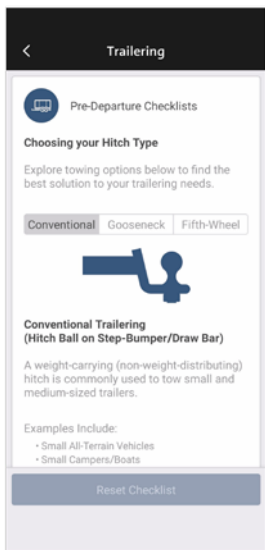 Trailering
Pre-Departure Checklists
Choosing your Hitch Type
Explore towing options below to find the
best solution to your trailering needs.
Conventional Gooseneck Fifth-Wheel
Conventional Trailering
(Hitch Ball on Step-Bumper/Draw Bar)
A weight-carrying (non-weight-distributing)
hitch is commonly used to tow small and
medium-sized trailers.
Examples Include:
• Small All-Terrain Vehicles
• Small Campers/Boats
Reset Checklist